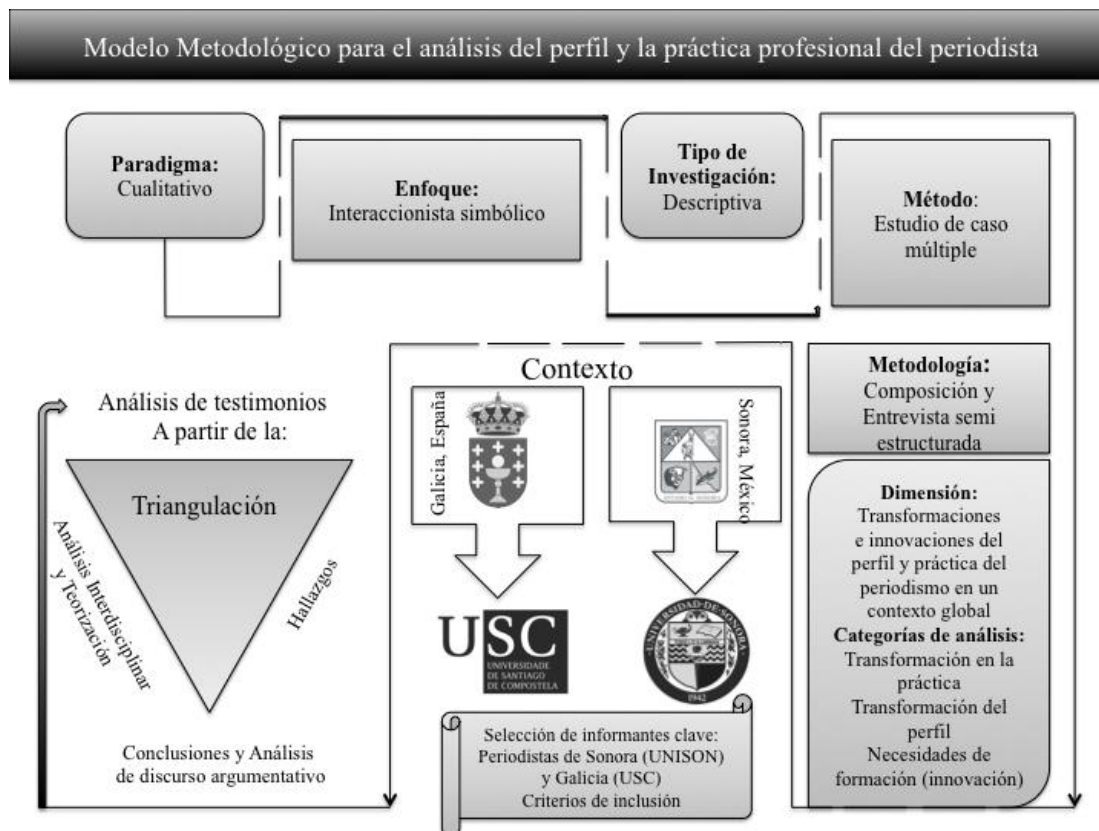 Modelo Metodológico para el análisis del perfil y la práctica profesional del periodista
Paradigma:
Cualitativo
Enfoque:
Interaccionista simbólico
Tipo de
Investigación:
Descriptiva
Método:
Estudio de caso
múltiple
Metodología:
Composición y
Entrevista semi
estructurada
Dimensión:
Transformaciones
e innovaciones del
perfil y práctica del
periodismo en un
contexto global
Categorías de análisis:
Transformación en la
práctica
Transformación del
perfil
Necesidades de
formación (innovación)
Contexto
Galicia, España
Sonora, México
USC
UNIVERSIDADE
DE SANTIAGO
DE COMPOSTELA
UNIVERSIDAD DE SONORA
1942
Selección de informantes clave:
Periodistas de Sonora (UNISON)
y Galicia (USC)
Criterios de inclusión
Análisis de testimonios
A partir de la:
Triangulación
Análisis Interdisciplinar
y Teorización
Hallazgos
Conclusiones y Análisis
de discurso argumentativo